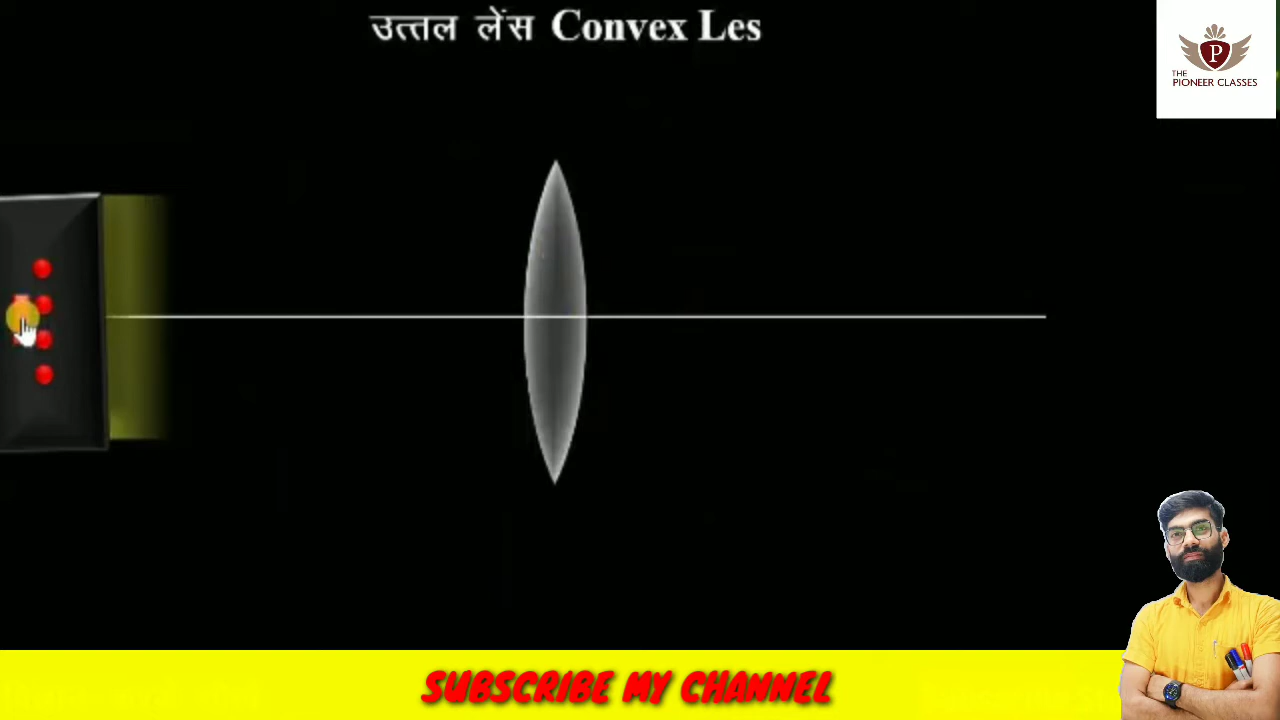 उत्तल लेंस Convex Les
P
THE
PIONEER CLASSES
SUBSCRIBE MY CHANNEL